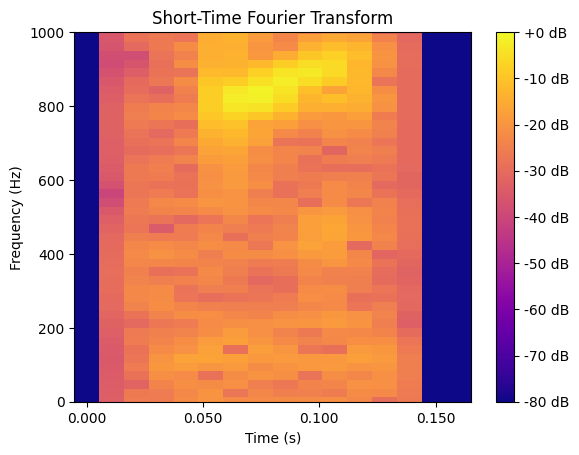 Short-Time Fourier Transform
1000
800
600
400
200
0
Frequency (Hz)
0.000
0.050
0.100
0.150
Time (s)
+0 dB
-10 dB
-20 dB
-30 dB
-40 dB
-50 dB
-60 dB
-70 dB
-80 dB